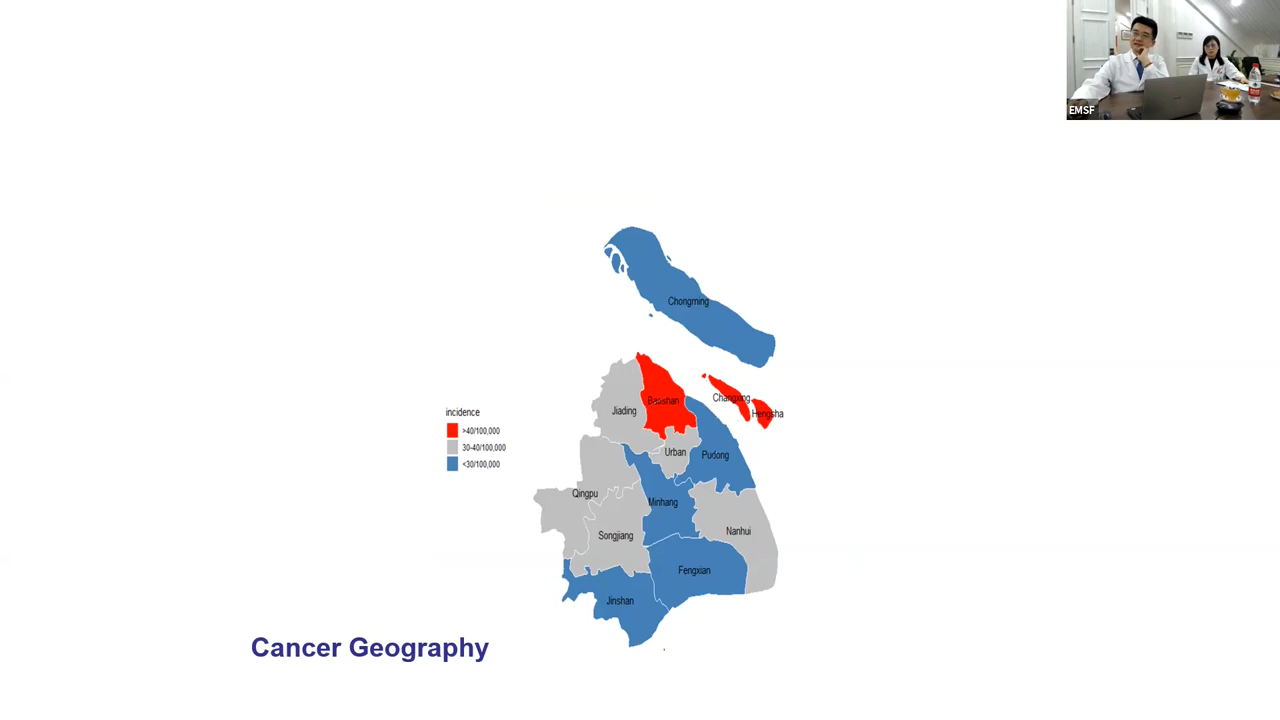 EMSF
Chongming
Baoshan
Changxing
Hengsha
Jiading
incidence
>40/100,000
30-40/100,000
<30/100,000
Urban
Pudong
Qingpu
Minhang
Nanhui
Songjiang
Fengxian
Jinshan
Cancer Geography